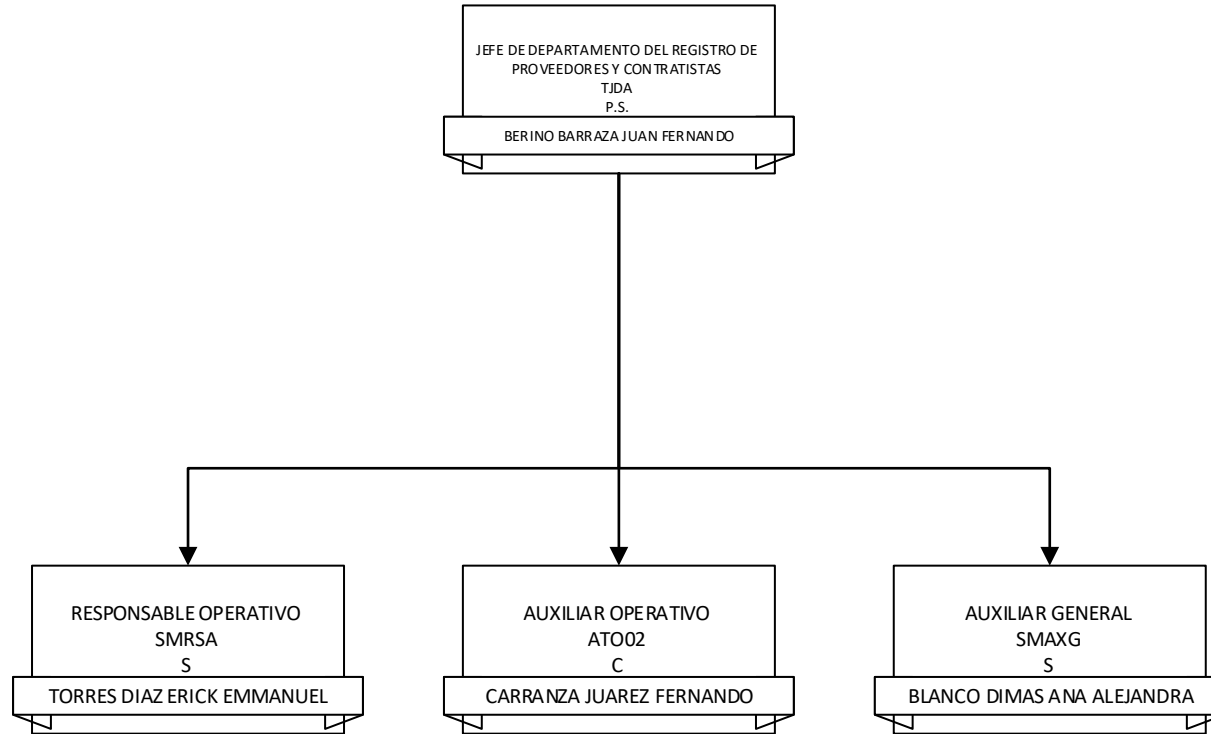 JEFE DE DEPARTAMENTO DEL REGISTRO DE
PROVEEDORES Y CONTRATISTAS
TJDA
P.S.
BERINO BARRAZA JUAN FERNANDO
RESPONSABLE OPERATIVO
SMRSA
S
TORRES DIAZ ERICK EMMANUEL
AUXILIAR OPERATIVO
ATO02
C
CARRANZA JUAREZ FERNANDO
AUXILIAR GENERAL
SMAXG
S
BLANCO DIMAS ANA ALEJANDRA